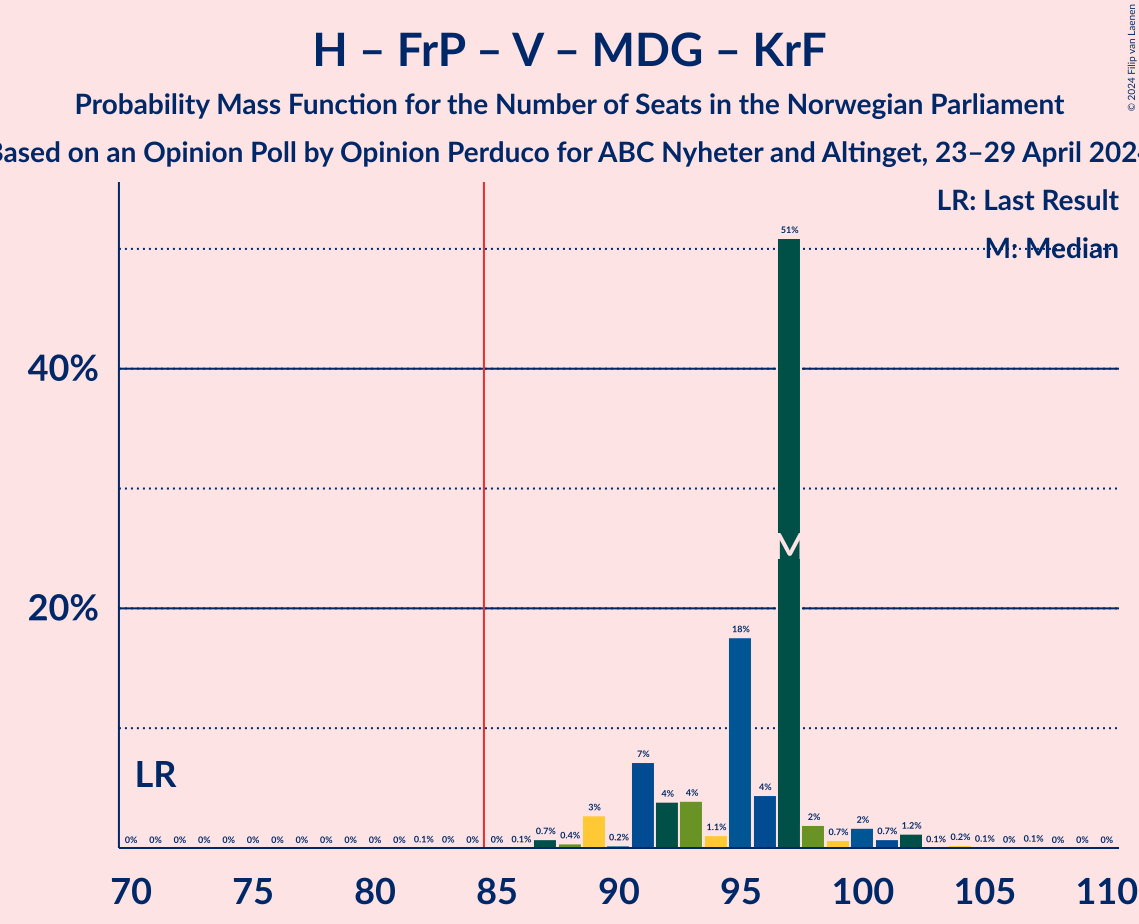 H – FrP – V – MDG – KrF
Probability Mass Function for the Number of Seats in the Norwegian Parliament
Based on an Opinion Poll by Opinion Perduco for ABC Nyheter and Altinget, 23–29 April 2024
© 2024 Filip van Laenen
LR: Last Result
M: Median
51%
40%
M
20%
18%
LR
7%
4% 4% 4%
3%
0% 0% 0% 0% 0% 0% 0% 0% 0% 0% 0% 0% 0.1% 0% 0% 0% 0.1% 0.7% 0.4% 0.2% 1.1% 2% 0.7% 2% 0.7% 1.2% 0.1% 0.2% 0.1% 0% 0.1% 0% 0% 0%
70 75 80 85 90 95 100 105 110